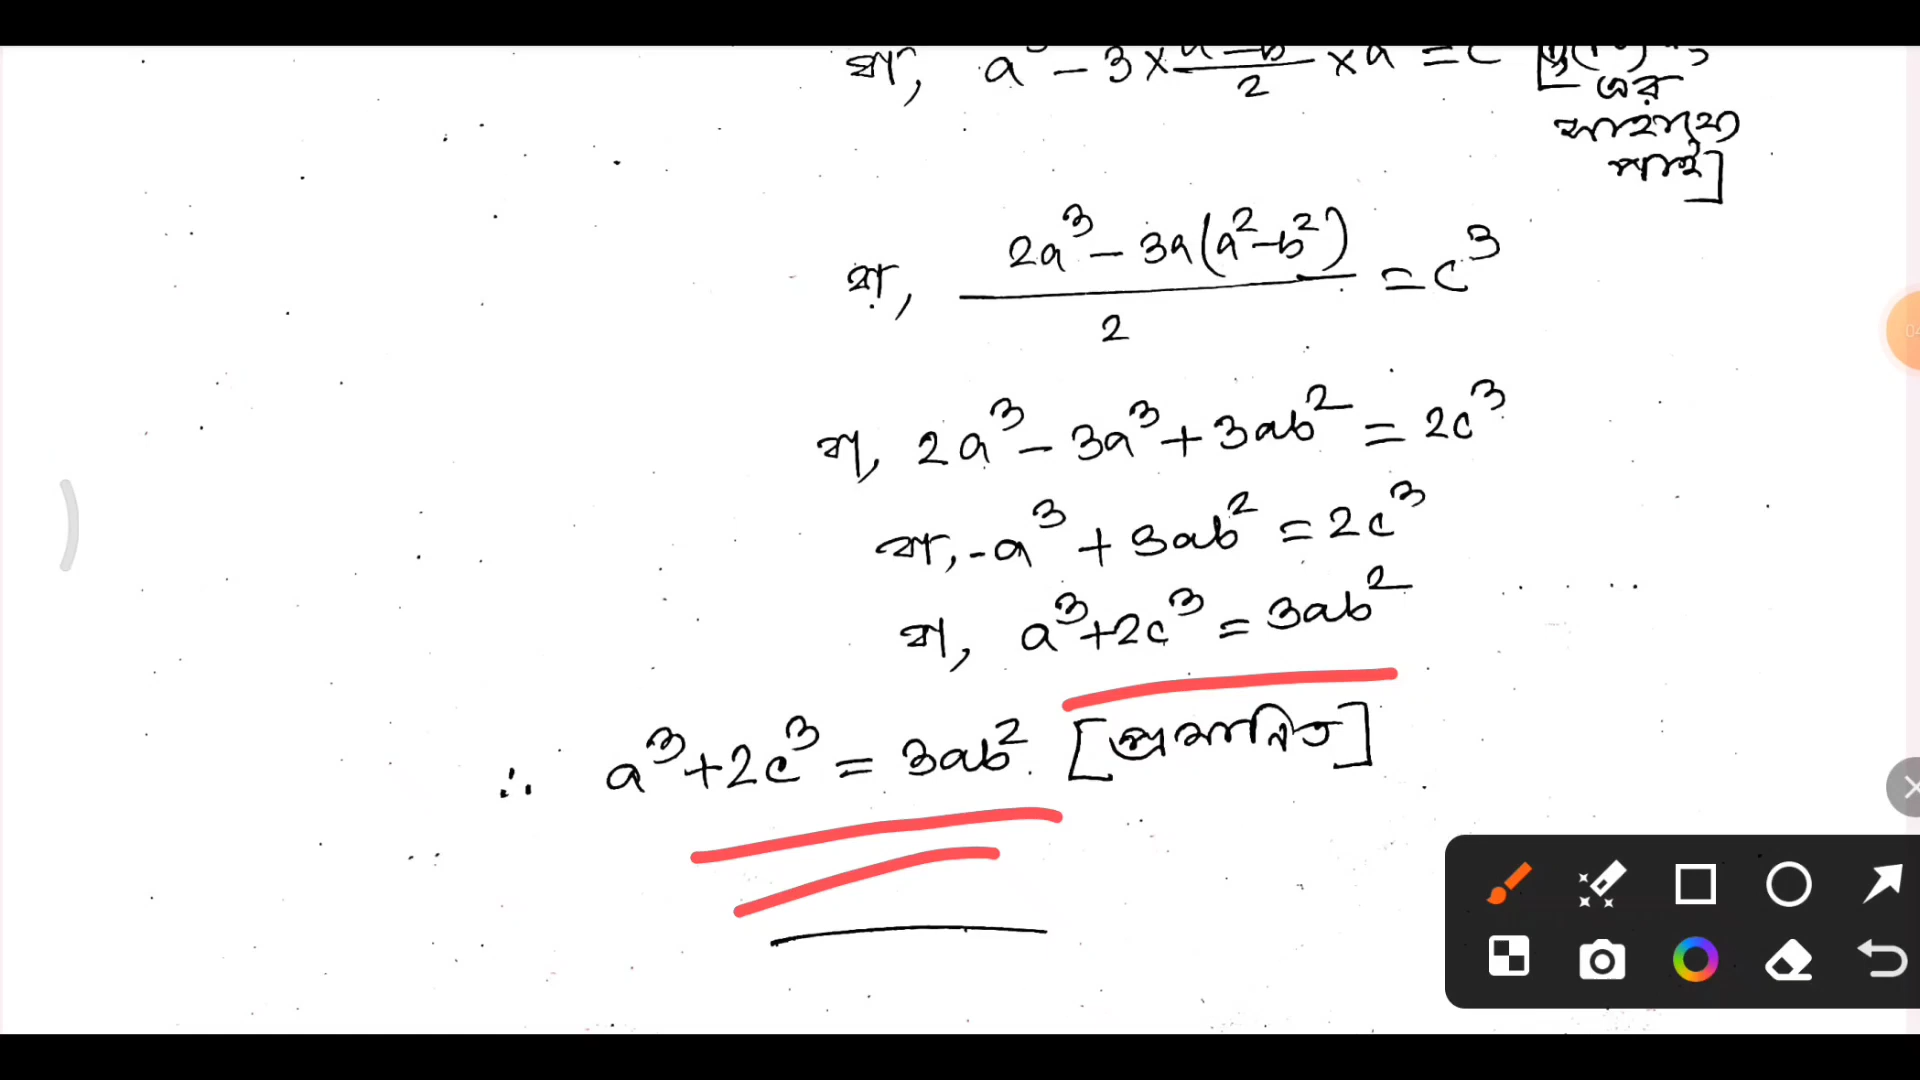 বা, a³ - 3 × (a² - b²)/2 × a = c³
এর
সাহায্যে
পাই]
বা, (2a³ - 3a(a² - b²))/2 = c³
বা, 2a³ - 3a³ + 3ab² = 2c³
বা, -a³ + 3ab² = 2c³
বা, a³ + 2c³ = 3ab²
∴ a³ + 2c³ = 3ab² [প্রমানিত]